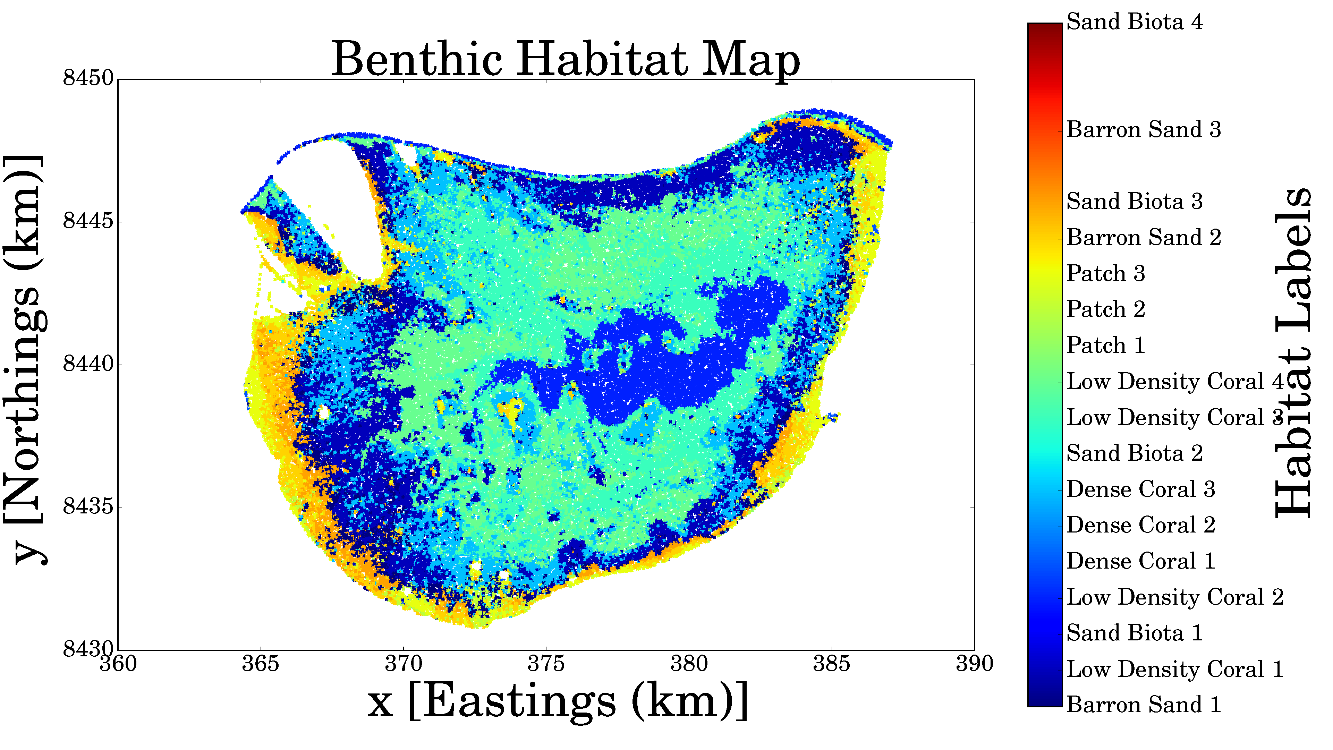 Benthic Habitat Map
y [Northings (km)]
8450
8445
8440
8435
8430
360
365
370
375
380
385
390
x [Eastings (km)]
Sand Biota 4
Barron Sand 3
Sand Biota 3
Barron Sand 2
Patch 3
Patch 2
Patch 1
Low Density Coral 4
Low Density Coral 3
Sand Biota 2
Dense Coral 3
Dense Coral 2
Dense Coral 1
Low Density Coral 2
Sand Biota 1
Low Density Coral 1
Barron Sand 1
Habitat Labels